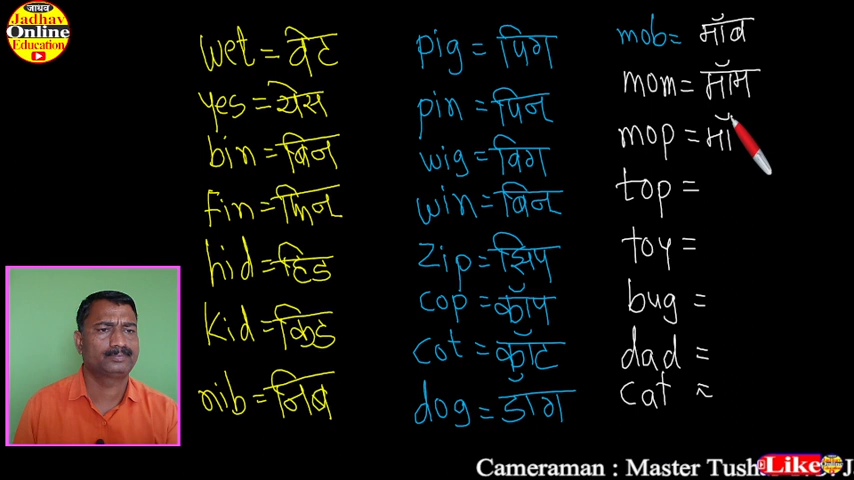 जाधव
Jadhav
Online
Education
wet = वेट
yes = येस
bin = बिन
Fin = फिन
hid = हिड
kid = किड
nib = निब
pig = पिग
pin = पिन
wig = विग
win = विन
zip = झिप
cop = कॉप
cot = कॉट
dog = डाग
mob = मॉब
mom = मॉम
mop = मॉ
top =
toy =
bug =
dad =
cat =
Cameraman : Master
Like